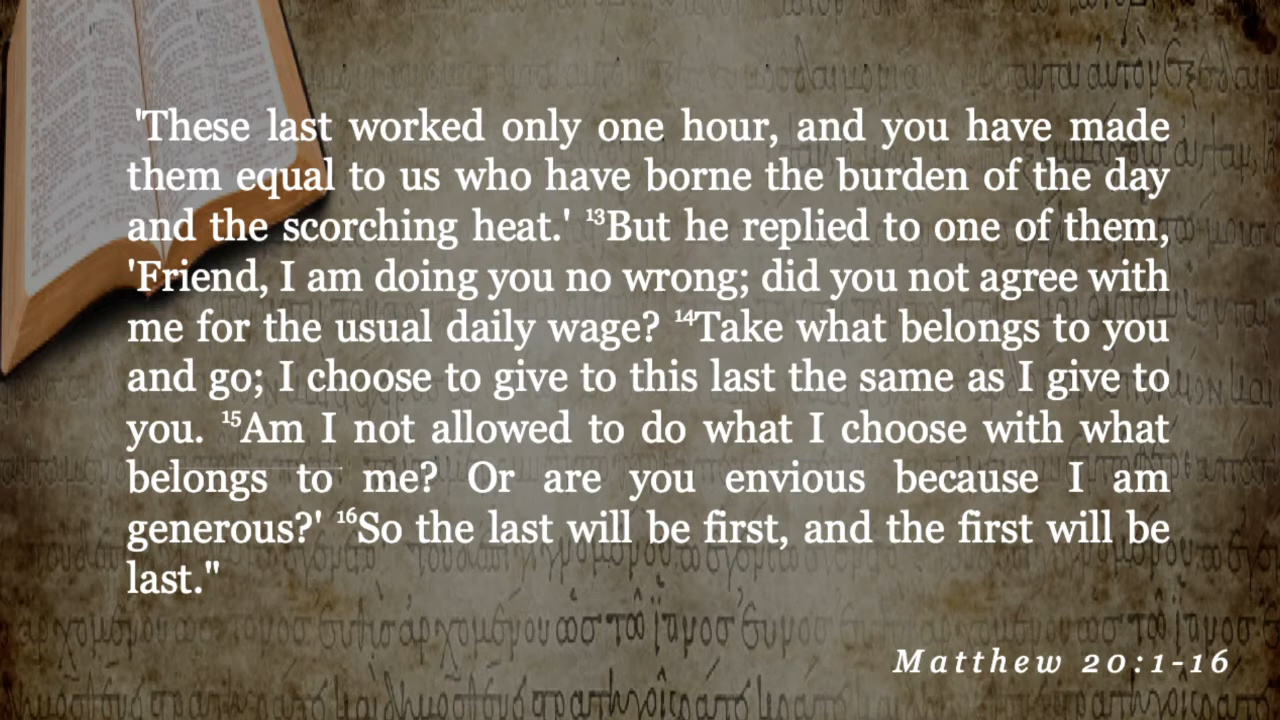 'These last worked only one hour, and you have made
them equal to us who have borne the burden of the day
and the scorching heat.' ¹³But he replied to one of them,
'Friend, I am doing you no wrong; did you not agree with
me for the usual daily wage? ¹⁴Take what belongs to you
and go; I choose to give to this last the same as I give to
you. ¹⁵Am I not allowed to do what I choose with what
belongs to me? Or are you envious because I am
generous?' ¹⁶So the last will be first, and the first will be
last."
Matthew 20:1-16